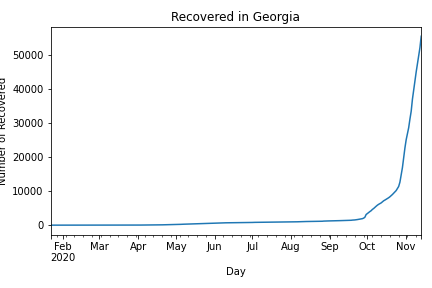 Recovered in Georgia
Number of Recovered
50000
40000
30000
20000
10000
0
Feb Mar Apr May Jun Jul Aug Sep Oct Nov
2020
Day